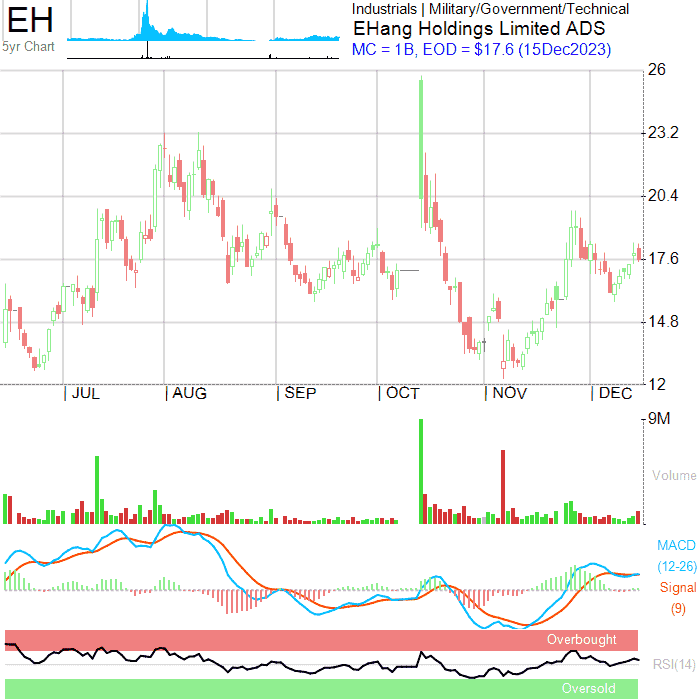 EH
5yr Chart
Industrials | Military/Government/Technical
EHang Holdings Limited ADS
MC = 1B, EOD = $17.6 (15Dec2023)
26
23.2
20.4
17.6
14.8
12
| JUL | AUG | SEP | OCT | NOV | DEC
9M
Volume
MACD
(12-26)
Signal
(9)
Overbought
RSI(14)
Oversold